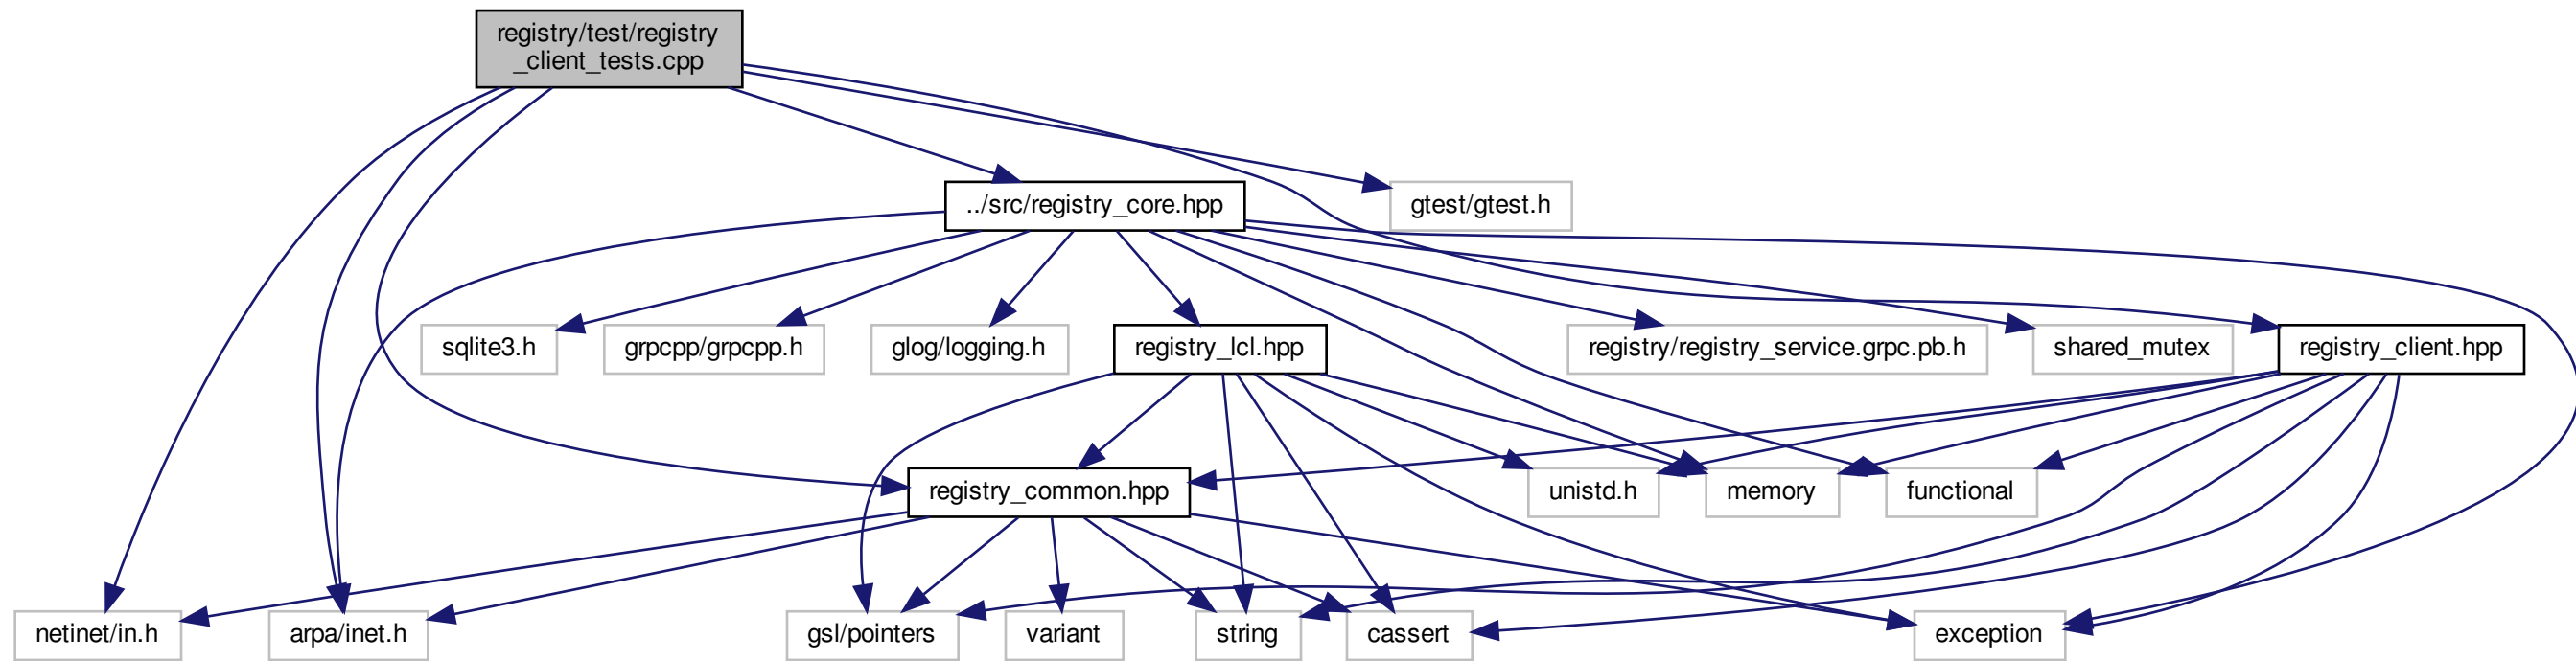 registry/test/registry
_client_tests.cpp
../src/registry_core.hpp
gtest/gtest.h
sqlite3.h
grpcpp/grpcpp.h
glog/logging.h
registry_lcl.hpp
registry/registry_service.grpc.pb.h
shared_mutex
registry_client.hpp
registry_common.hpp
unistd.h
memory
functional
netinet/in.h
arpa/inet.h
gsl/pointers
variant
string
cassert
exception